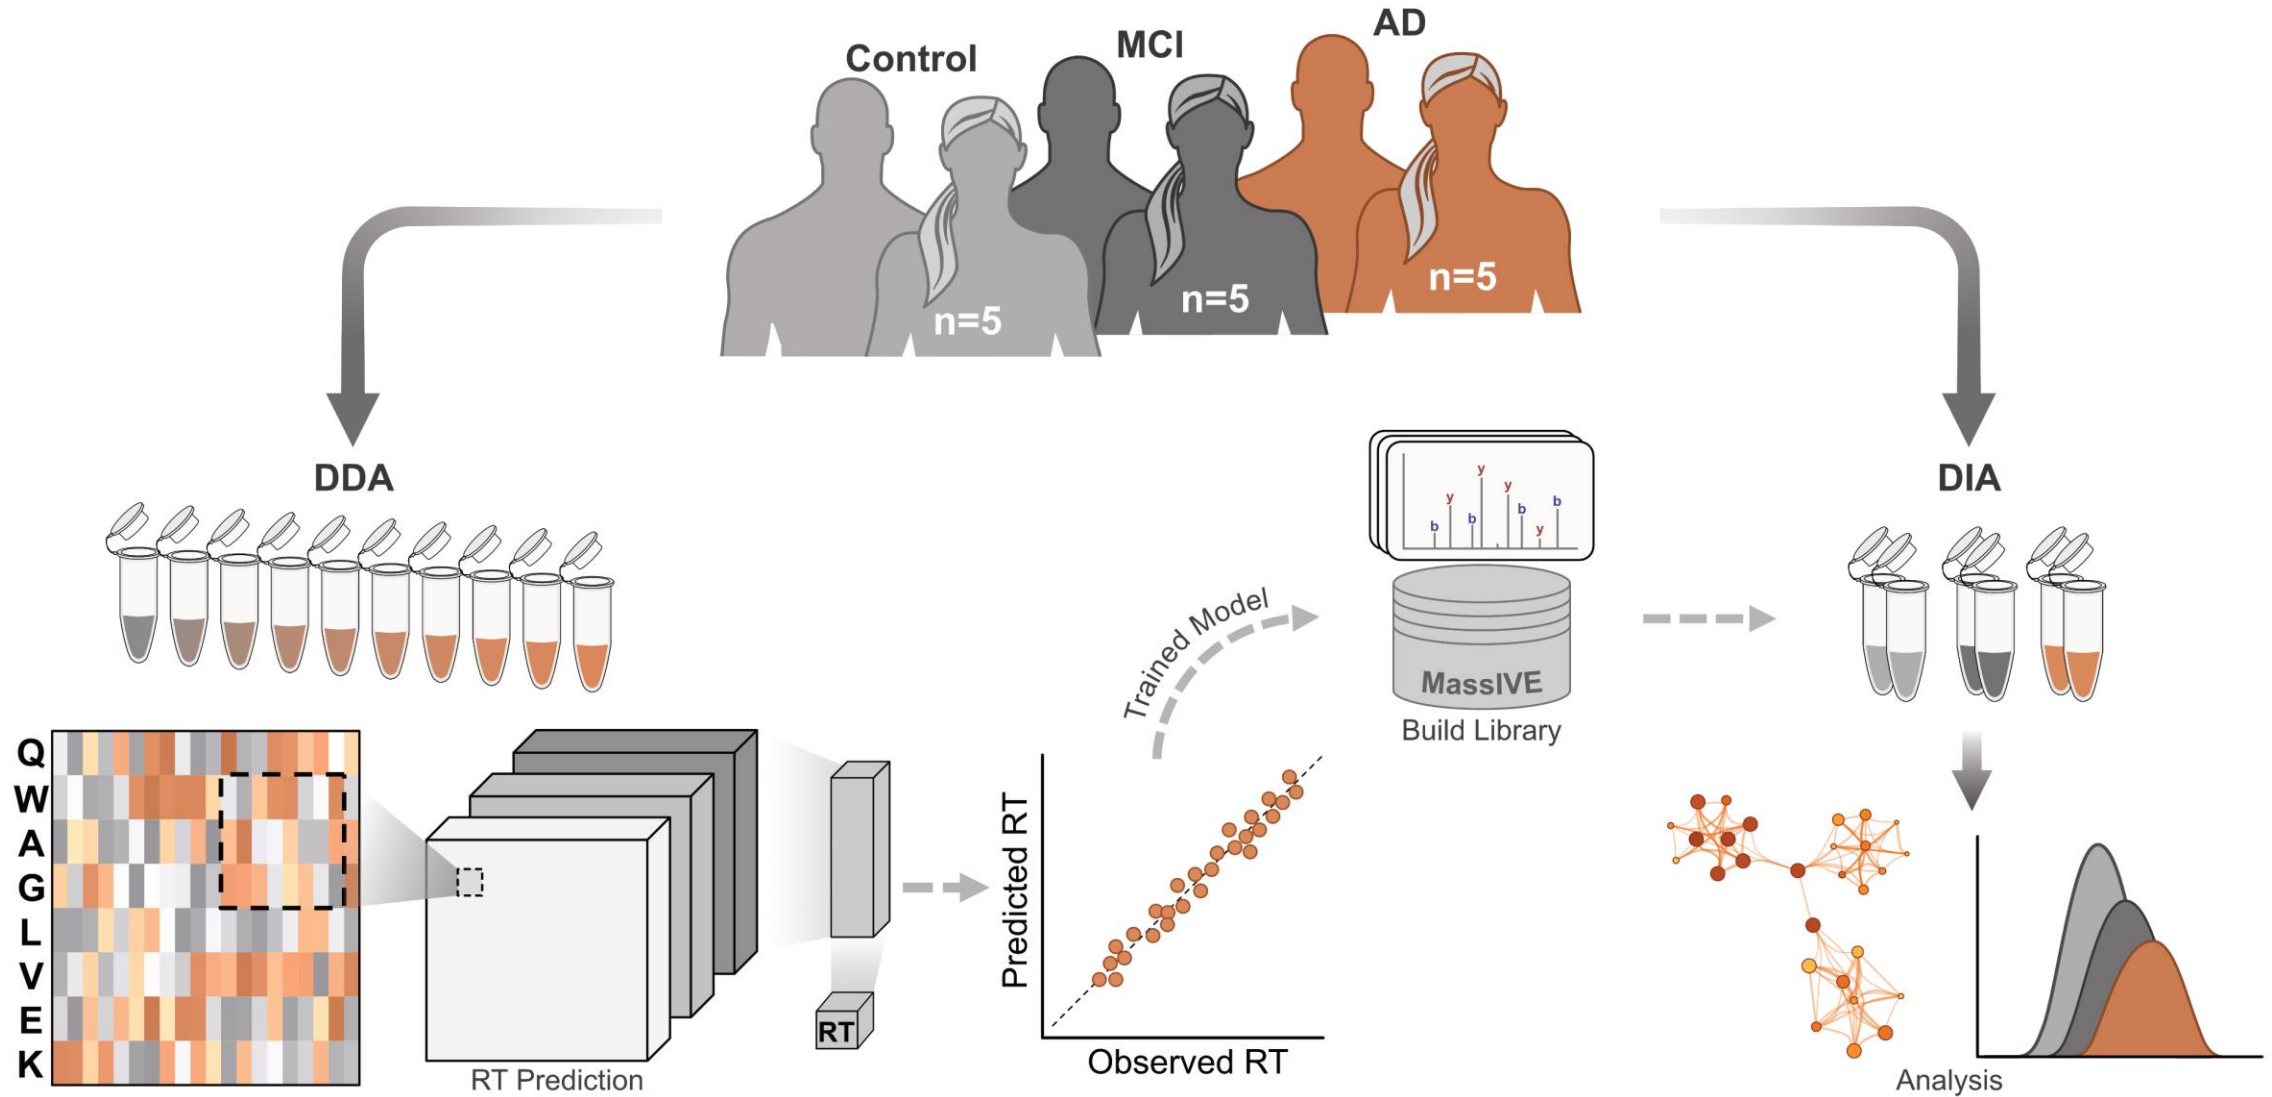 Control
MCI
AD
n=5
n=5
n=5
DDA
DIA
y
y
y
b
b
b
b
y
Trained Model
MassIVE
Build Library
Q
W
A
G
L
V
E
K
RT
RT Prediction
Predicted RT
Observed RT
Analysis